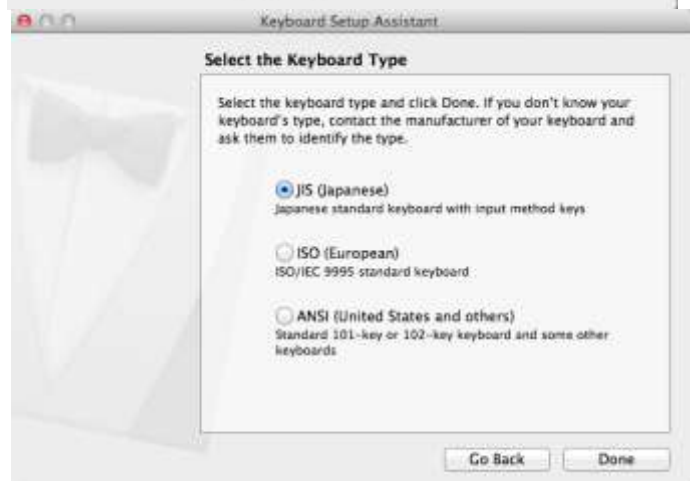 Keyboard Setup Assistant
Select the Keyboard Type
Select the keyboard type and click Done. If you don't know your
keyboard's type, contact the manufacturer of your keyboard and
ask them to identify the type.
JIS (Japanese)
Japanese standard keyboard with input method keys
ISO (European)
ISO/IEC 9995 standard keyboard
ANSI (United States and others)
Standard 101-key or 102-key keyboard and some other
keyboards
Go Back
Done